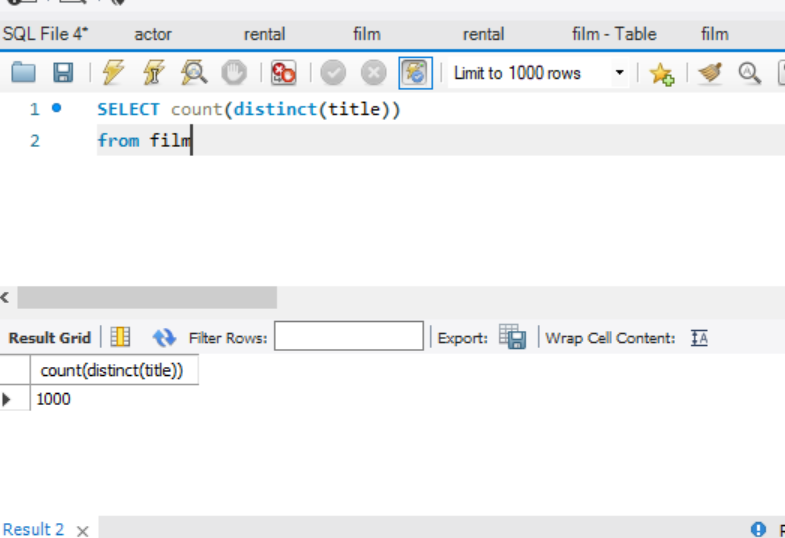 SQL File 4* actor rental film rental film - Table film
Limit to 1000 rows
1 SELECT count(distinct(title))
2 from film
Result Grid Filter Rows: Export: Wrap Cell Content: IA
count(distinct(title))
1000
Result 2